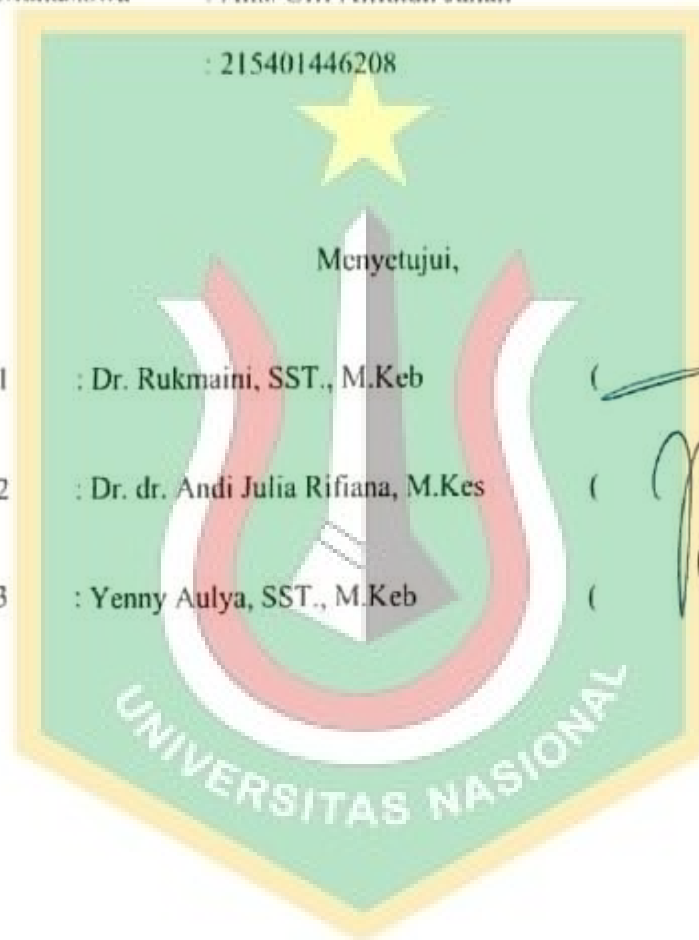 : 215401446208
Menyetujui,
1 : Dr. Rukmaini, SST., M.Keb (
2 : Dr. dr. Andi Julia Rifiana, M.Kes (
3 : Yenny Aulya, SST., M.Keb (
UNIVERSITAS NASIONAL